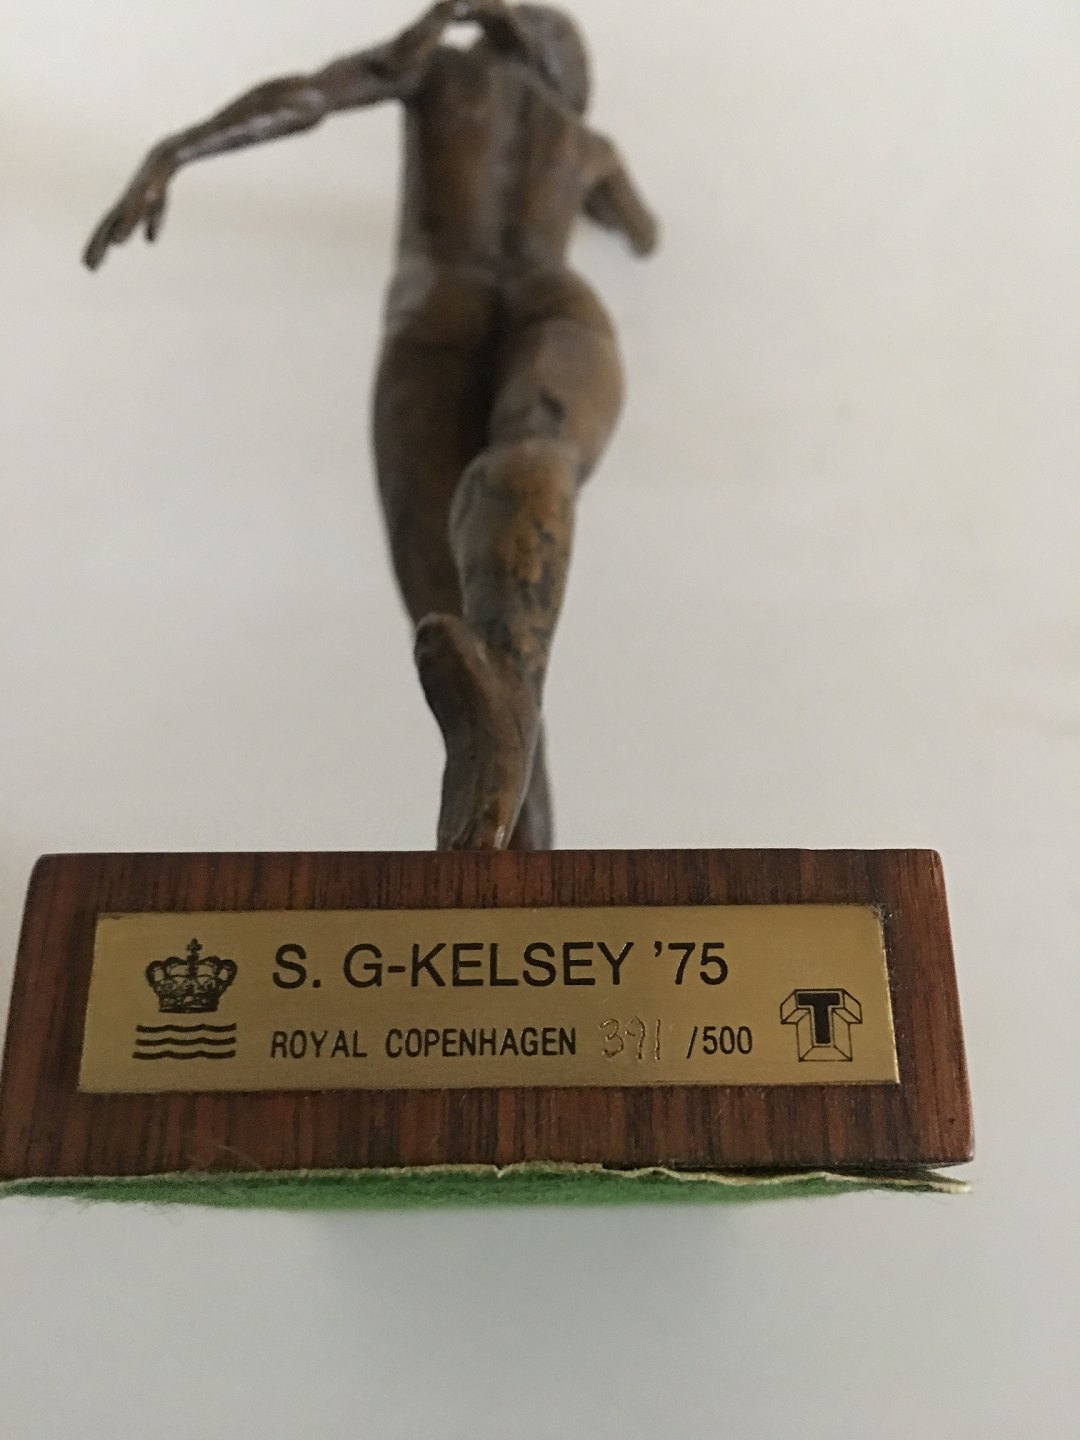 S. G-KELSEY '75
ROYAL COPENHAGEN 391 /500
T